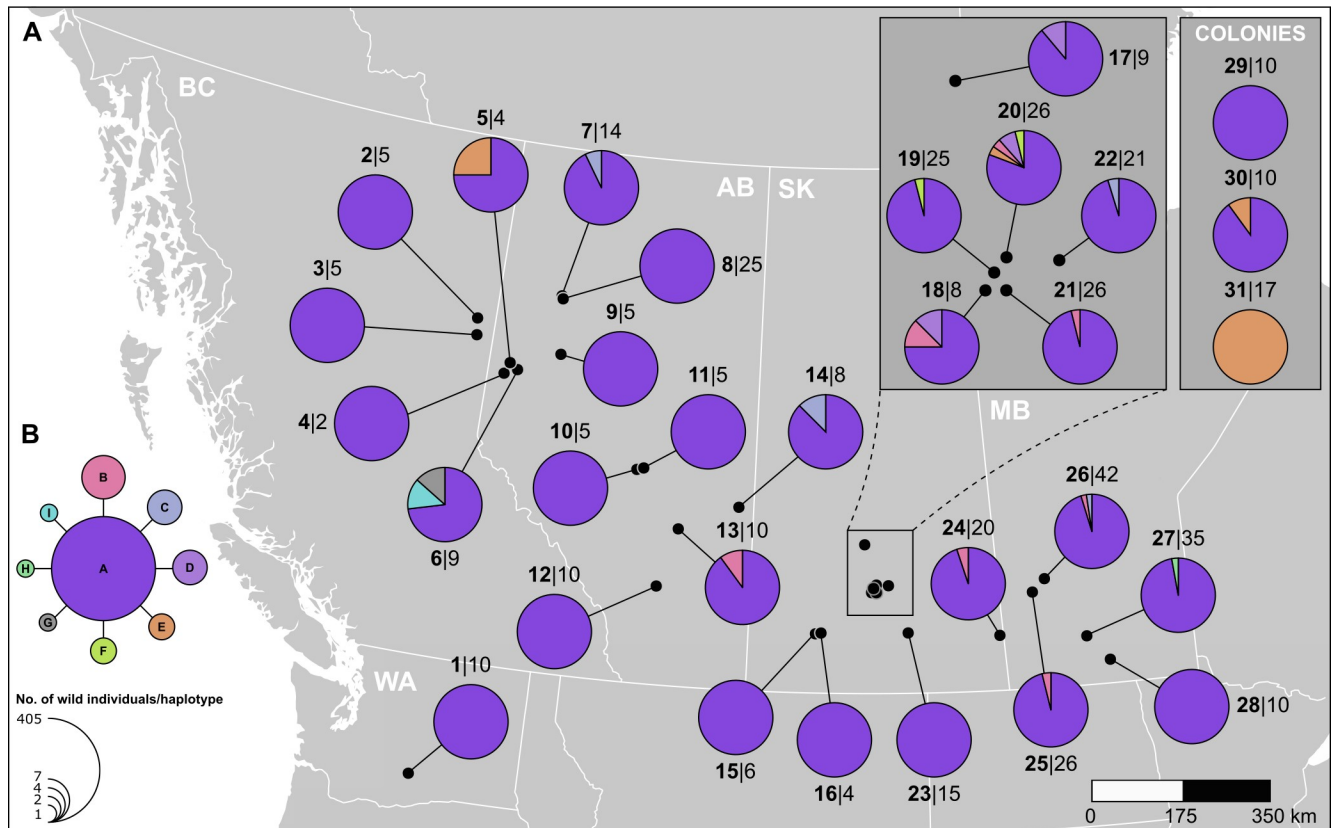 A
BC
AB
SK
MB
WA
COLONIES
29|10
30|10
31|17
17|9
20|26
19|25
22|21
18|8
21|26
5|4
7|14
2|5
8|25
3|5
9|5
11|5
14|8
4|2
10|5
6|9
13|10
12|10
24|20
26|42
27|35
1|10
15|6
16|4
23|15
25|26
28|10
B
B
I
C
H
A
D
G
E
F
No. of wild individuals/haplotype
405
7
4
2
1
0 175 350 km